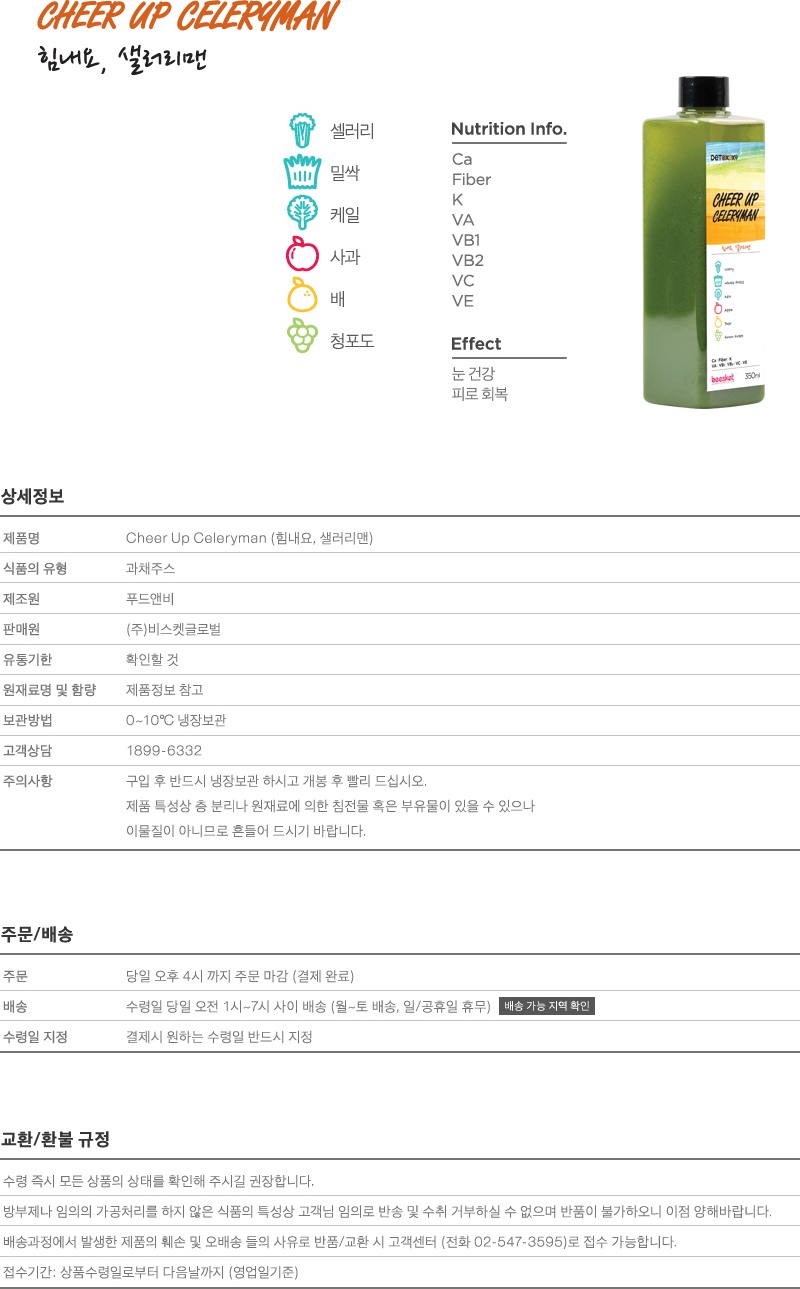 CHEER UP CELERYMAN
힘내요, 샐러리맨
셀러리
밀싹
케일
사과
배
청포도
Nutrition Info.
Ca
Fiber
K
VA
VB1
VB2
VC
VE
Effect
눈 건강
피로 회복
CHEER UP
CELERYMAN
힘내요, 샐러리맨
Kale
Apple
Pear
Ca · Fiber · K
VA · VB1 · VB2 · VC · VE
beesket 350ml
상세정보
제품명 Cheer Up Celeryman (힘내요, 샐러리맨)
식품의 유형 과채주스
제조원 푸드앤비
판매원 (주)비스켓글로벌
유통기한 확인할 것
원재료명 및 함량 제품정보 참고
보관방법 0~10℃ 냉장보관
고객상담 1899-6332
주의사항 구입 후 반드시 냉장보관 하시고 개봉 후 빨리 드십시오.
제품 특성상 층 분리나 원재료에 의한 침전물 혹은 부유물이 있을 수 있으나
이물질이 아니므로 흔들어 드시기 바랍니다.
주문/배송
주문 당일 오후 4시 까지 주문 마감 (결제 완료)
배송 수령일 당일 오전 1시~7시 사이 배송 (월~토 배송, 일/공휴일 휴무) 배송 가능 지역 확인
수령일 지정 결제시 원하는 수령일 반드시 지정
교환/환불 규정
수령 즉시 모든 상품의 상태를 확인해 주시길 권장합니다.
방부제나 임의의 가공처리를 하지 않은 식품의 특성상 고객님 임의로 반송 및 수취 거부하실 수 없으며 반품이 불가하오니 이점 양해바랍니다.
배송과정에서 발생한 제품의 훼손 및 오배송 들의 사유로 반품/교환 시 고객센터 (전화 02-547-3595)로 접수 가능합니다.
접수기간: 상품수령일로부터 다음날까지 (영업일기준)